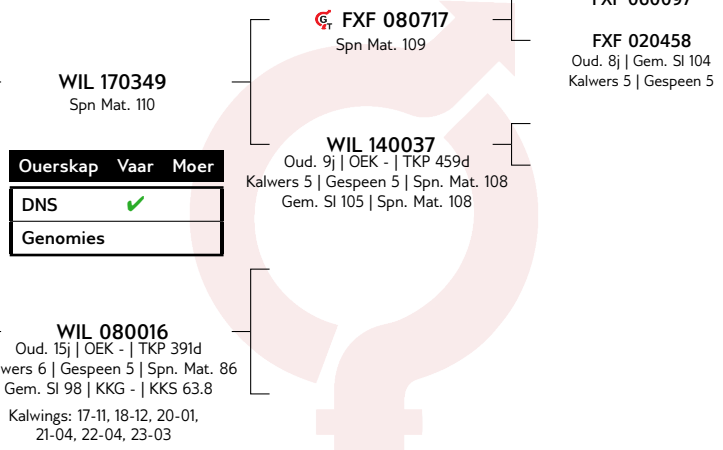 FXF 080717
Spn Mat. 109
FXF 020458
Oud. 8j | Gem. SI 104
Kalwers 5 | Gespeen 5
WIL 170349
Spn Mat. 110
WIL 140037
Oud. 9j | OEK - | TKP 459d
Kalwers 5 | Gespeen 5 | Spn. Mat. 108
Gem. SI 105 | Spn. Mat. 108
Ouerskap Vaar Moer
DNS ✔
Genomies
WIL 080016
Oud. 15j | OEK - | TKP 391d
wers 6 | Gespeen 5 | Spn. Mat. 86
Gem. SI 98 | KKG - | KKS 63.8
Kalwings: 17-11, 18-12, 20-01,
21-04, 22-04, 23-03